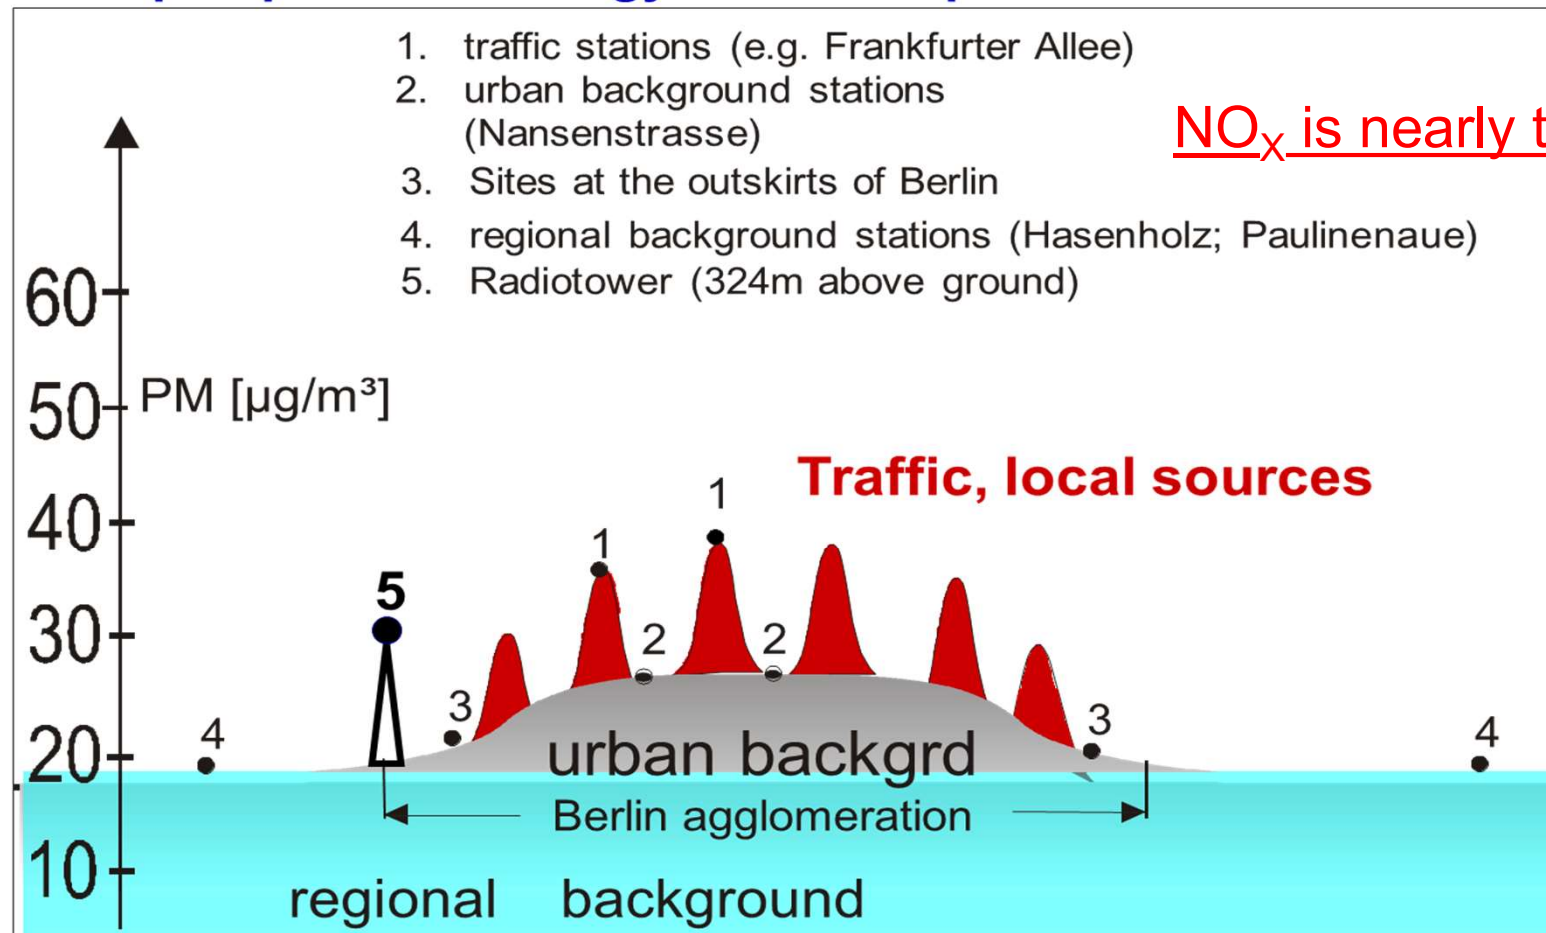 1. traffic stations (e.g. Frankfurter Allee)
2. urban background stations
(Nansenstrasse)
NOX is nearly t
3. Sites at the outskirts of Berlin
4. regional background stations (Hasenholz; Paulinenaue)
5. Radiotower (324m above ground)
60
50
PM [µg/m³]
Traffic, local sources
40
1
1
5
30
2
2
3
3
4
4
20
urban backgrd
Berlin agglomeration
10
regional background